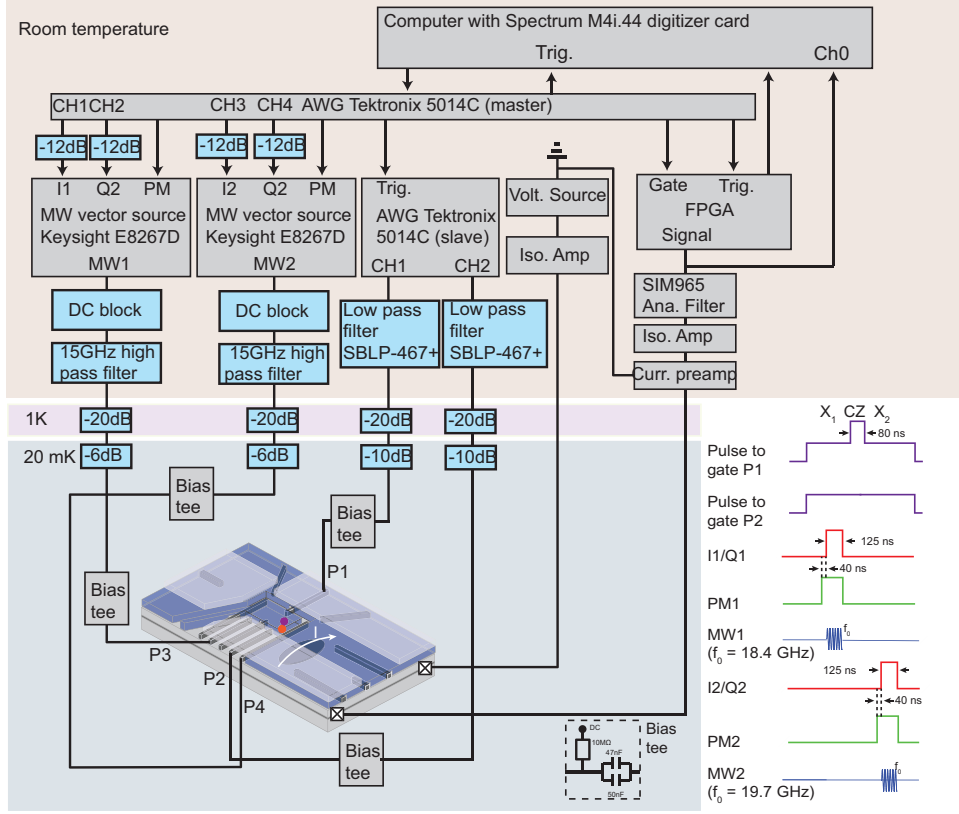 Room temperature
Computer with Spectrum M4i.44 digitizer card
Trig.
Ch0
CH1 CH2
CH3 CH4 AWG Tektronix 5014C (master)
-12dB
-12dB
-12dB
-12dB
I1 Q2 PM
MW vector source
Keysight E8267D
MW1
I2 Q2 PM
MW vector source
Keysight E8267D
MW2
Trig.
AWG Tektronix
5014C (slave)
CH1 CH2
Volt. Source
Iso. Amp
Gate Trig.
FPGA
Signal
SIM965
Ana. Filter
Iso. Amp
Curr. preamp
DC block
15GHz high
pass filter
DC block
15GHz high
pass filter
Low pass
filter
SBLP-467+
Low pass
filter
SBLP-467+
1K
-20dB
-20dB
-20dB
-20dB
20 mK
-6dB
-6dB
-10dB
-10dB
Bias
tee
Bias
tee
Bias
tee
Bias
tee
P1
P3
P2
P4
I
DC
10MΩ
47nF
50nF
Bias
tee
X1 CZ X2
80 ns
Pulse to
gate P1
Pulse to
gate P2
I1/Q1
125 ns
40 ns
PM1
MW1
(f0 = 18.4 GHz)
f0
125 ns
I2/Q2
40 ns
PM2
MW2
(f0 = 19.7 GHz)
f0